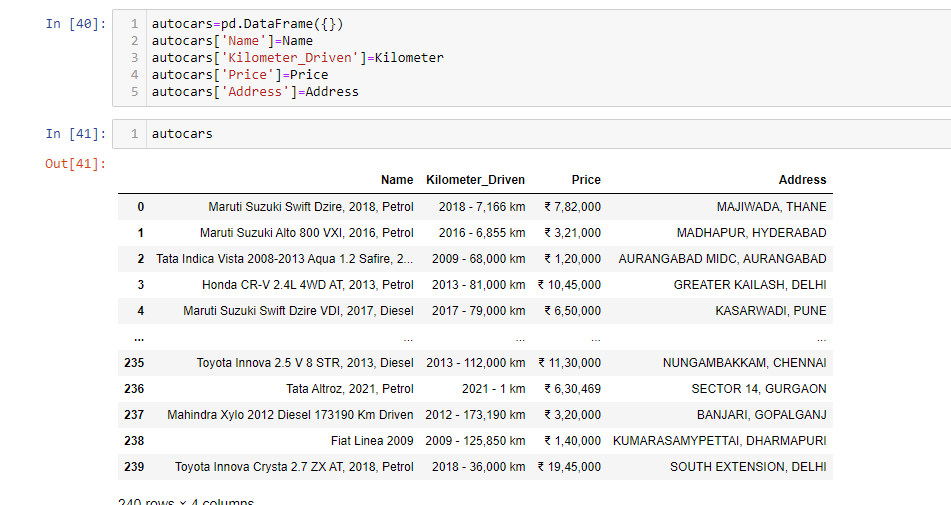 In [40]: 1 autocars=pd.DataFrame({})
2 autocars['Name']=Name
3 autocars['Kilometer_Driven']=Kilometer
4 autocars['Price']=Price
5 autocars['Address']=Address
In [41]: 1 autocars
Out[41]:
Name Kilometer_Driven Price Address
0 Maruti Suzuki Swift Dzire, 2018, Petrol 2018 - 7,166 km ₹ 7,82,000 MAJIWADA, THANE
1 Maruti Suzuki Alto 800 VXI, 2016, Petrol 2016 - 6,855 km ₹ 3,21,000 MADHAPUR, HYDERABAD
2 Tata Indica Vista 2008-2013 Aqua 1.2 Safire, 2... 2009 - 68,000 km ₹ 1,20,000 AURANGABAD MIDC, AURANGABAD
3 Honda CR-V 2.4L 4WD AT, 2013, Petrol 2013 - 81,000 km ₹ 10,45,000 GREATER KAILASH, DELHI
4 Maruti Suzuki Swift Dzire VDI, 2017, Diesel 2017 - 79,000 km ₹ 6,50,000 KASARWADI, PUNE
... ... ... ... ...
235 Toyota Innova 2.5 V 8 STR, 2013, Diesel 2013 - 112,000 km ₹ 11,30,000 NUNGAMBAKKAM, CHENNAI
236 Tata Altroz, 2021, Petrol 2021 - 1 km ₹ 6,30,469 SECTOR 14, GURGAON
237 Mahindra Xylo 2012 Diesel 173190 Km Driven 2012 - 173,190 km ₹ 3,20,000 BANJARI, GOPALGANJ
238 Fiat Linea 2009 2009 - 125,850 km ₹ 1,40,000 KUMARASAMYPETTAI, DHARMAPURI
239 Toyota Innova Crysta 2.7 ZX AT, 2018, Petrol 2018 - 36,000 km ₹ 19,45,000 SOUTH EXTENSION, DELHI
240 rows × 4 columns